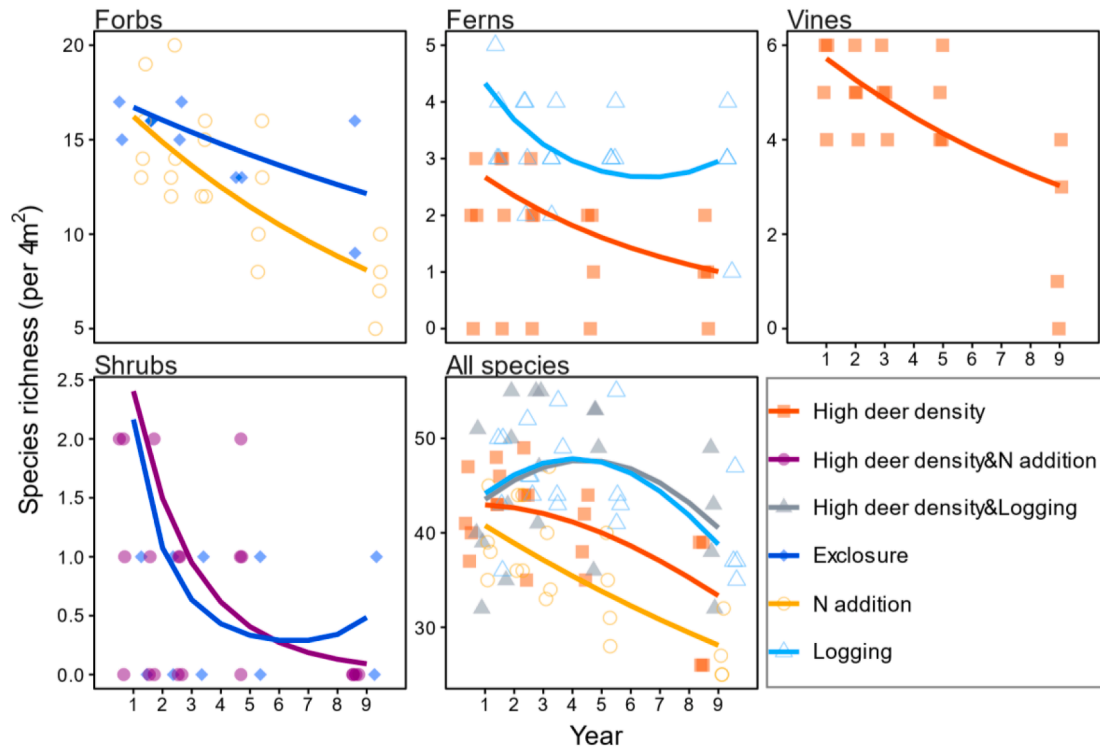 Forbs
Ferns
Vines
20
15
10
5
5
4
3
2
1
0
6
4
2
0
1 2 3 4 5 6 7 8 9
Shrubs
All species
2.5
2.0
1.5
1.0
0.5
0.0
50
40
30
1 2 3 4 5 6 7 8 9
1 2 3 4 5 6 7 8 9
Species richness (per 4m²)
Year
High deer density
High deer density&N addition
High deer density&Logging
Exclosure
N addition
Logging